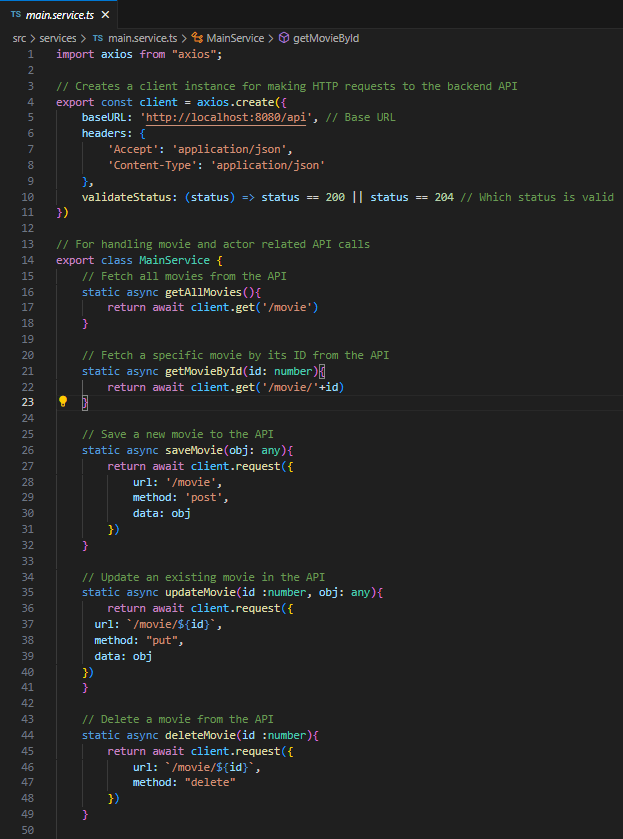 TS main.service.ts ×
src > services > TS main.service.ts > MainService > getMovieById
1 import axios from "axios";
2
3 // Creates a client instance for making HTTP requests to the backend API
4 export const client = axios.create({
5     baseURL: 'http://localhost:8080/api', // Base URL
6     headers: {
7         'Accept': 'application/json',
8         'Content-Type': 'application/json'
9     },
10     validateStatus: (status) => status == 200 || status == 204 // Which status is valid
11 })
12
13 // For handling movie and actor related API calls
14 export class MainService {
15     // Fetch all movies from the API
16     static async getAllMovies(){
17         return await client.get('/movie')
18     }
19
20     // Fetch a specific movie by its ID from the API
21     static async getMovieById(id: number){
22         return await client.get('/movie/'+id)
23     }
24
25     // Save a new movie to the API
26     static async saveMovie(obj: any){
27         return await client.request({
28             url: '/movie',
29             method: 'post',
30             data: obj
31         })
32     }
33
34     // Update an existing movie in the API
35     static async updateMovie(id :number, obj: any){
36         return await client.request({
37       url: `/movie/${id}`,
38       method: "put",
39       data: obj
40     })
41     }
42
43     // Delete a movie from the API
44     static async deleteMovie(id :number){
45         return await client.request({
46             url: `/movie/${id}`,
47             method: "delete"
48         })
49     }
50